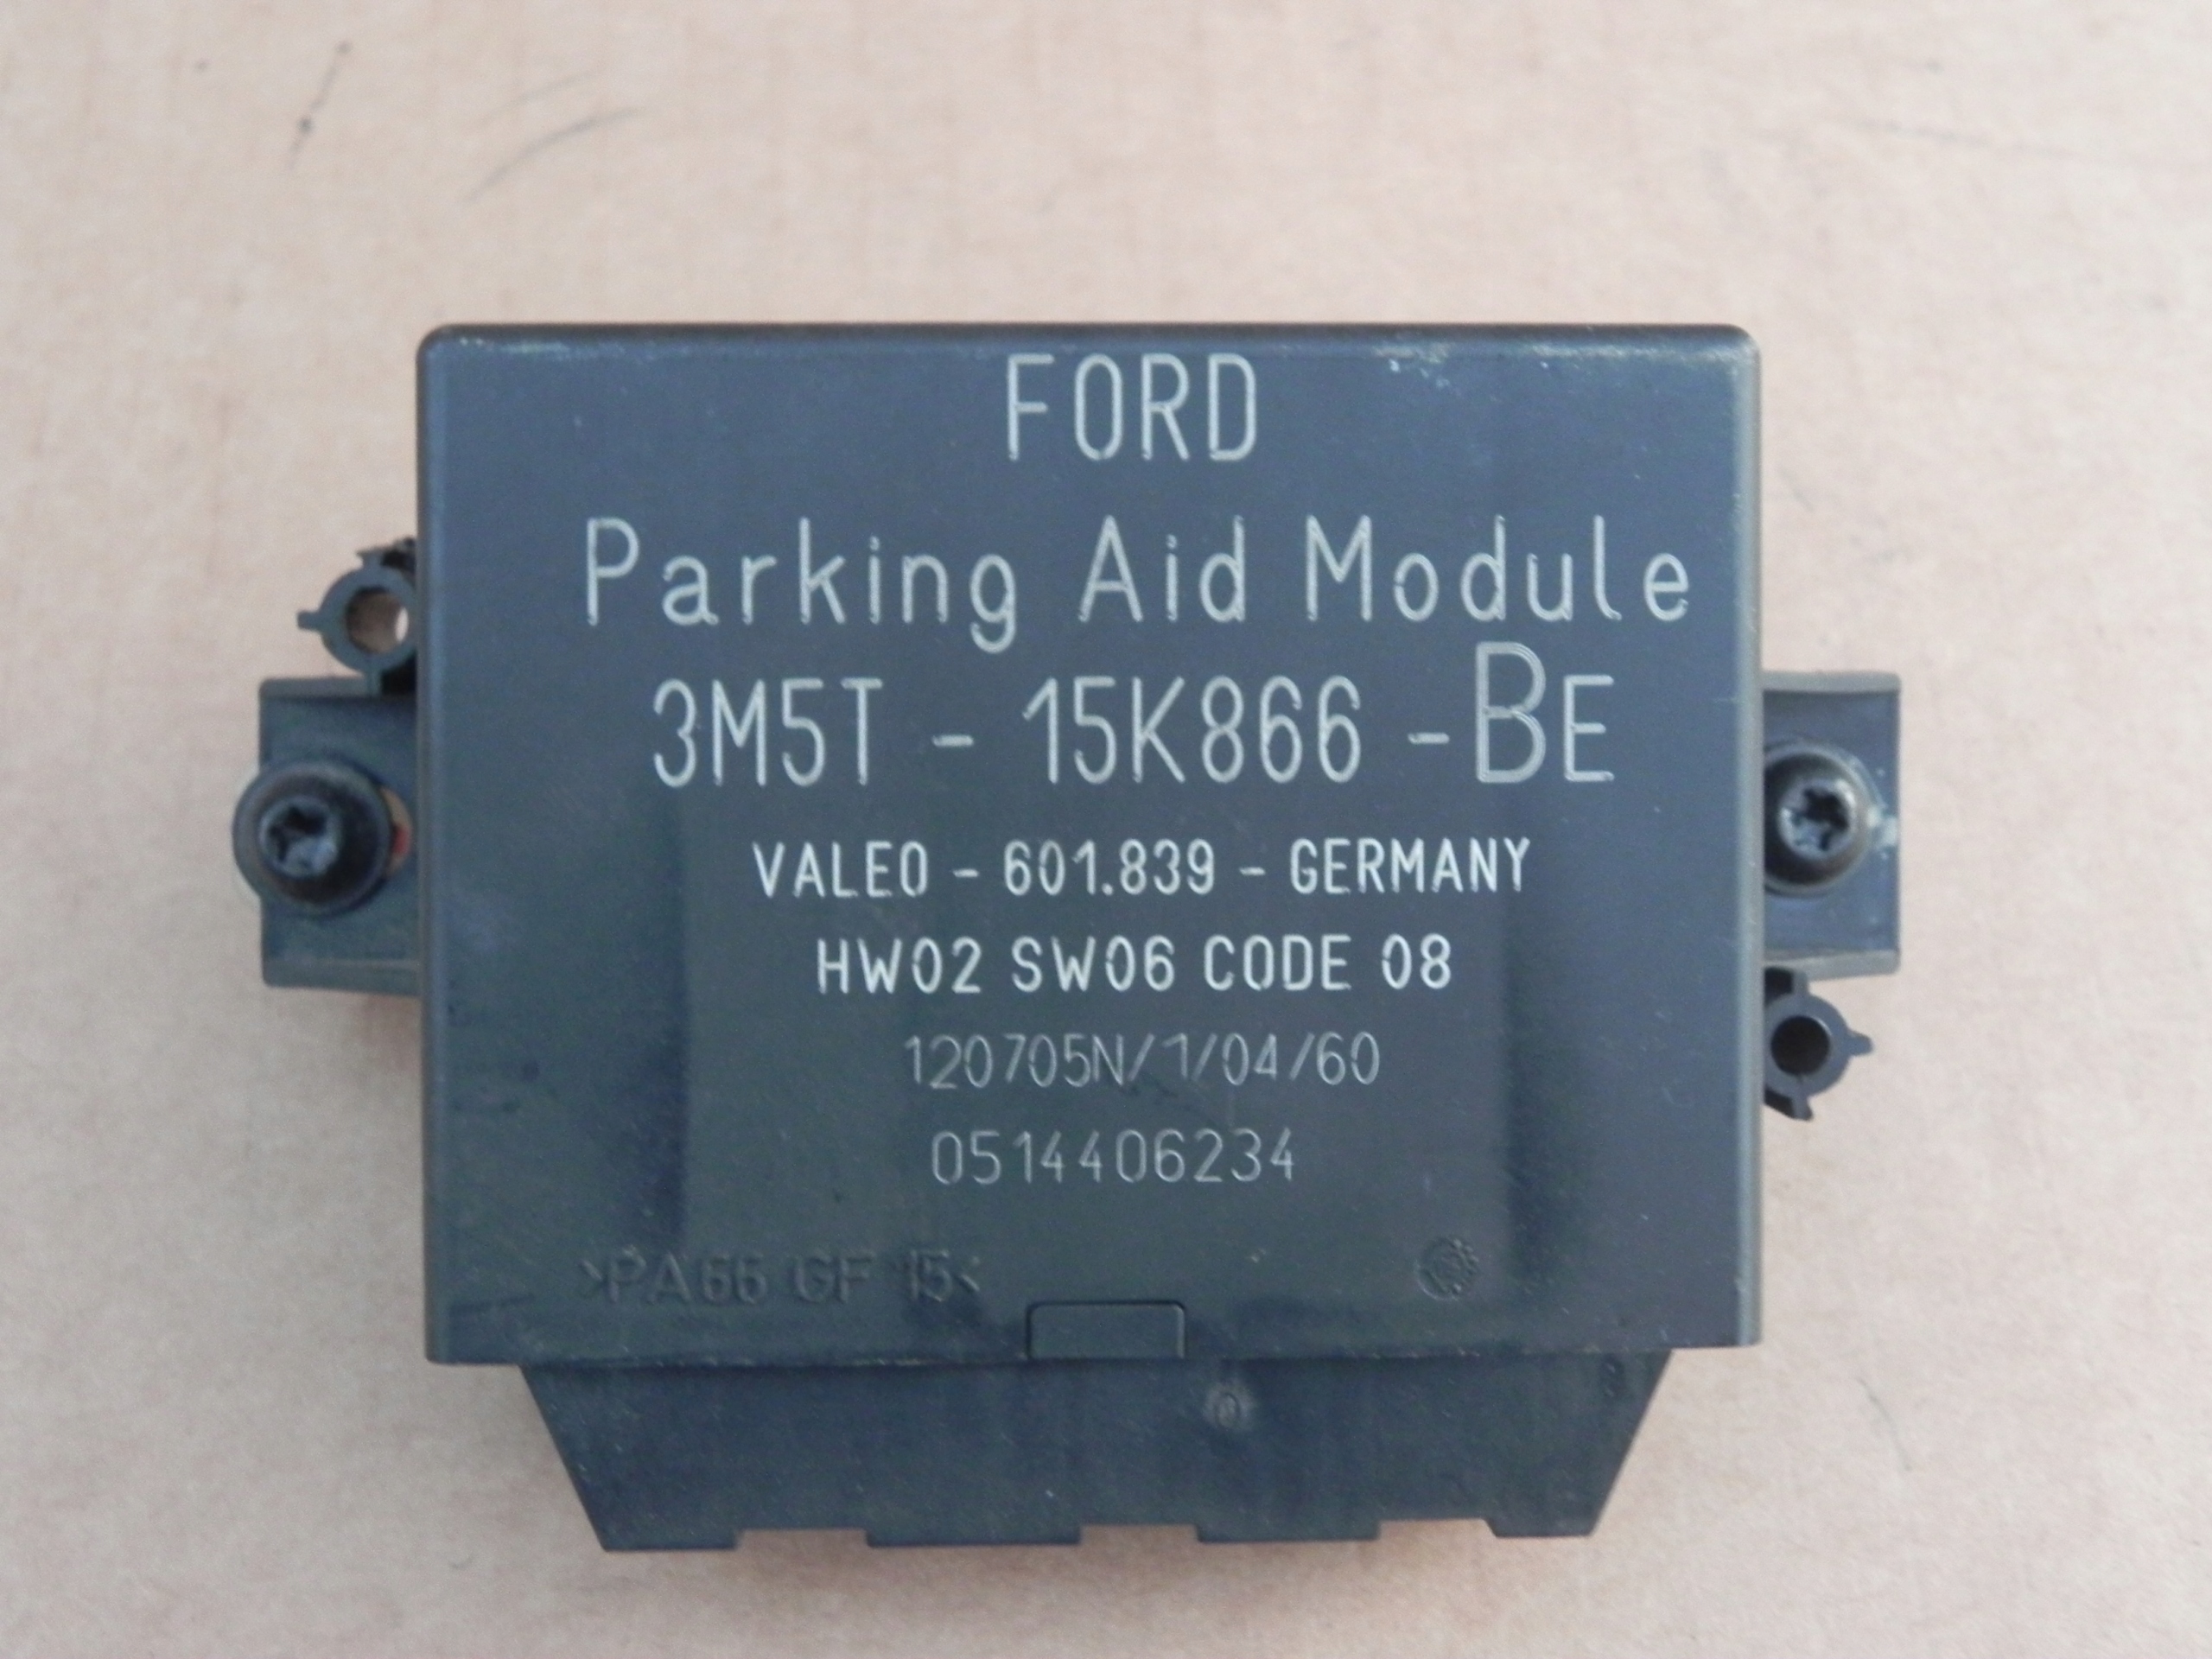 FORD
Parking Aid Module
3M5T - 15K866 - BE
VALEO - 601.839 - GERMANY
HW02 SW06 CODE 08
120705N/1/04/60
0514406234
>PA66 GF 15<